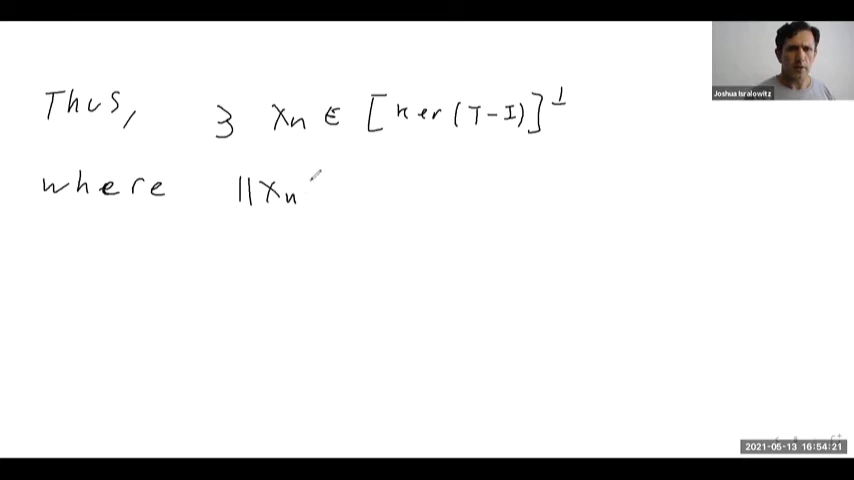 Thus, ∃ Xn ∈ [ker(T-I)]^⊥
where ||Xn
Joshua Isralowitz
2021-05-13 16:54:21